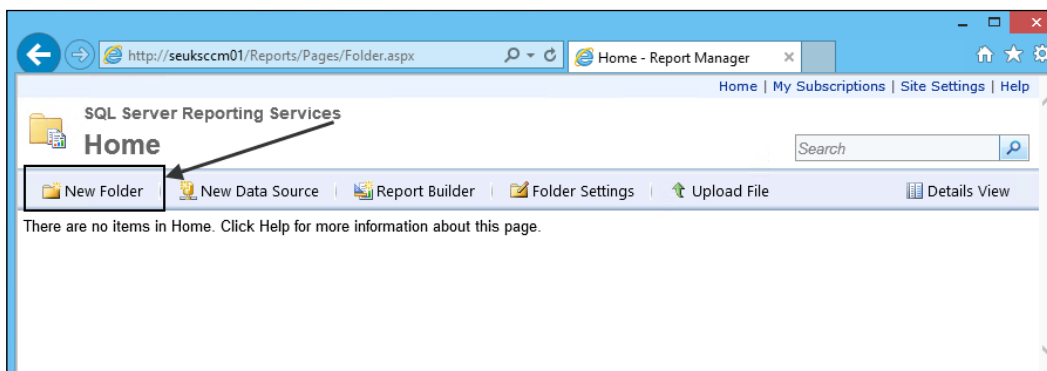 http://seuksccm01/Reports/Pages/Folder.aspx
Home - Report Manager
Home | My Subscriptions | Site Settings | Help
SQL Server Reporting Services
Home
Search
New Folder | New Data Source | Report Builder | Folder Settings | Upload File Details View
There are no items in Home. Click Help for more information about this page.